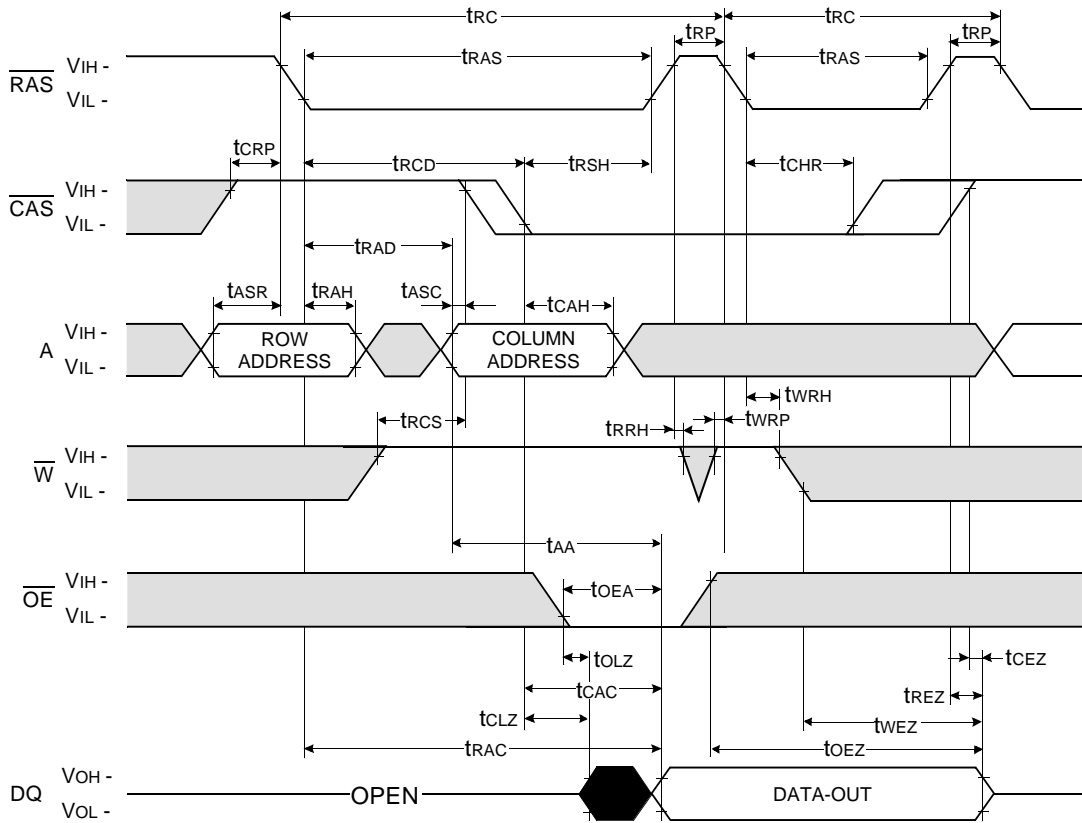 tRC tRC
tRP tRP
tRAS tRAS
RAS VIH -
VIL -
tCRP tRCD tRSH tCHR
CAS VIH -
VIL -
tRAD
tASR tRAH tASC tCAH
A VIH -
VIL -
ROW
ADDRESS
COLUMN
ADDRESS
tWRH
tRCS tRRH tWRP
W VIH -
VIL -
tAA
OE VIH -
VIL -
tOEA
tOLZ tCEZ
tCAC tREZ
tCLZ tWEZ
tRAC tOEZ
DQ VOH -
VOL -
OPEN DATA-OUT